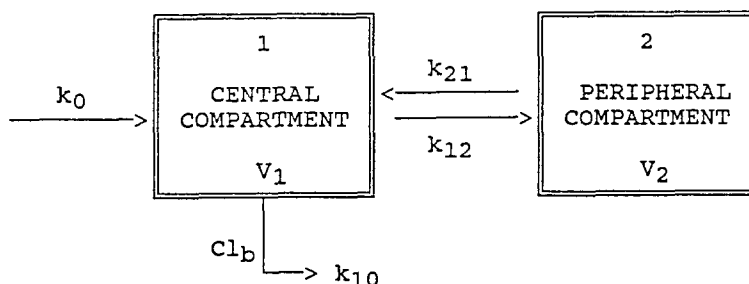 k0
1
CENTRAL
COMPARTMENT
V1
k21
k12
2
PERIPHERAL
COMPARTMENT
V2
Clb
k10